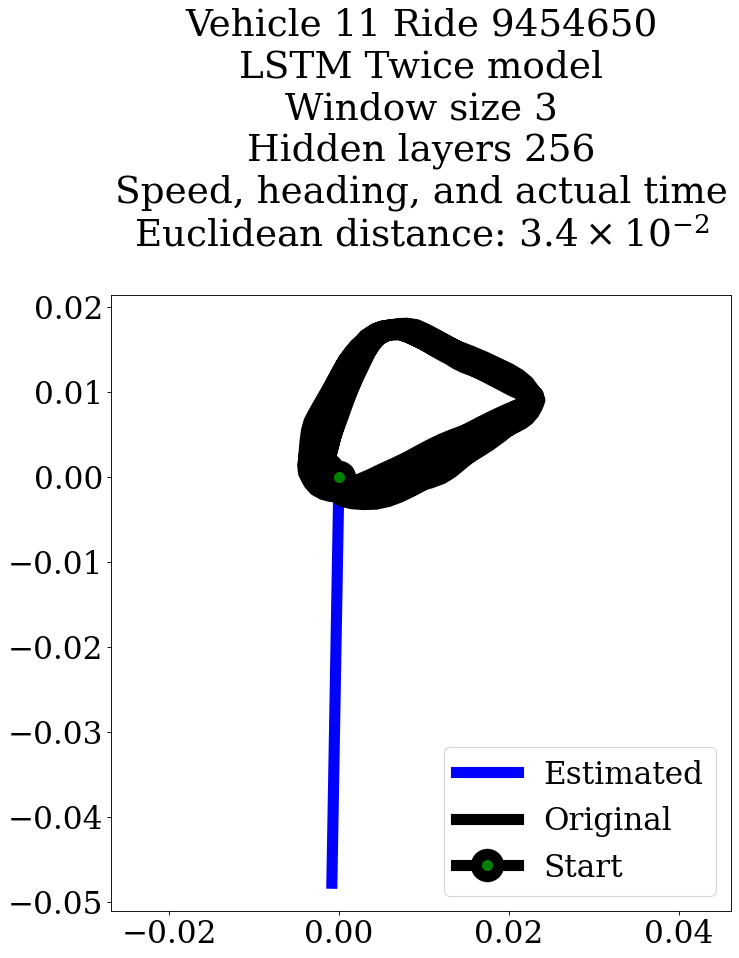 Vehicle 11 Ride 9454650
LSTM Twice model
Window size 3
Hidden layers 256
Speed, heading, and actual time
Euclidean distance: 3.4 × 10⁻²
0.02
0.01
0.00
−0.01
−0.02
−0.03
−0.04
−0.05
Estimated
Original
Start
−0.02 0.00 0.02 0.04